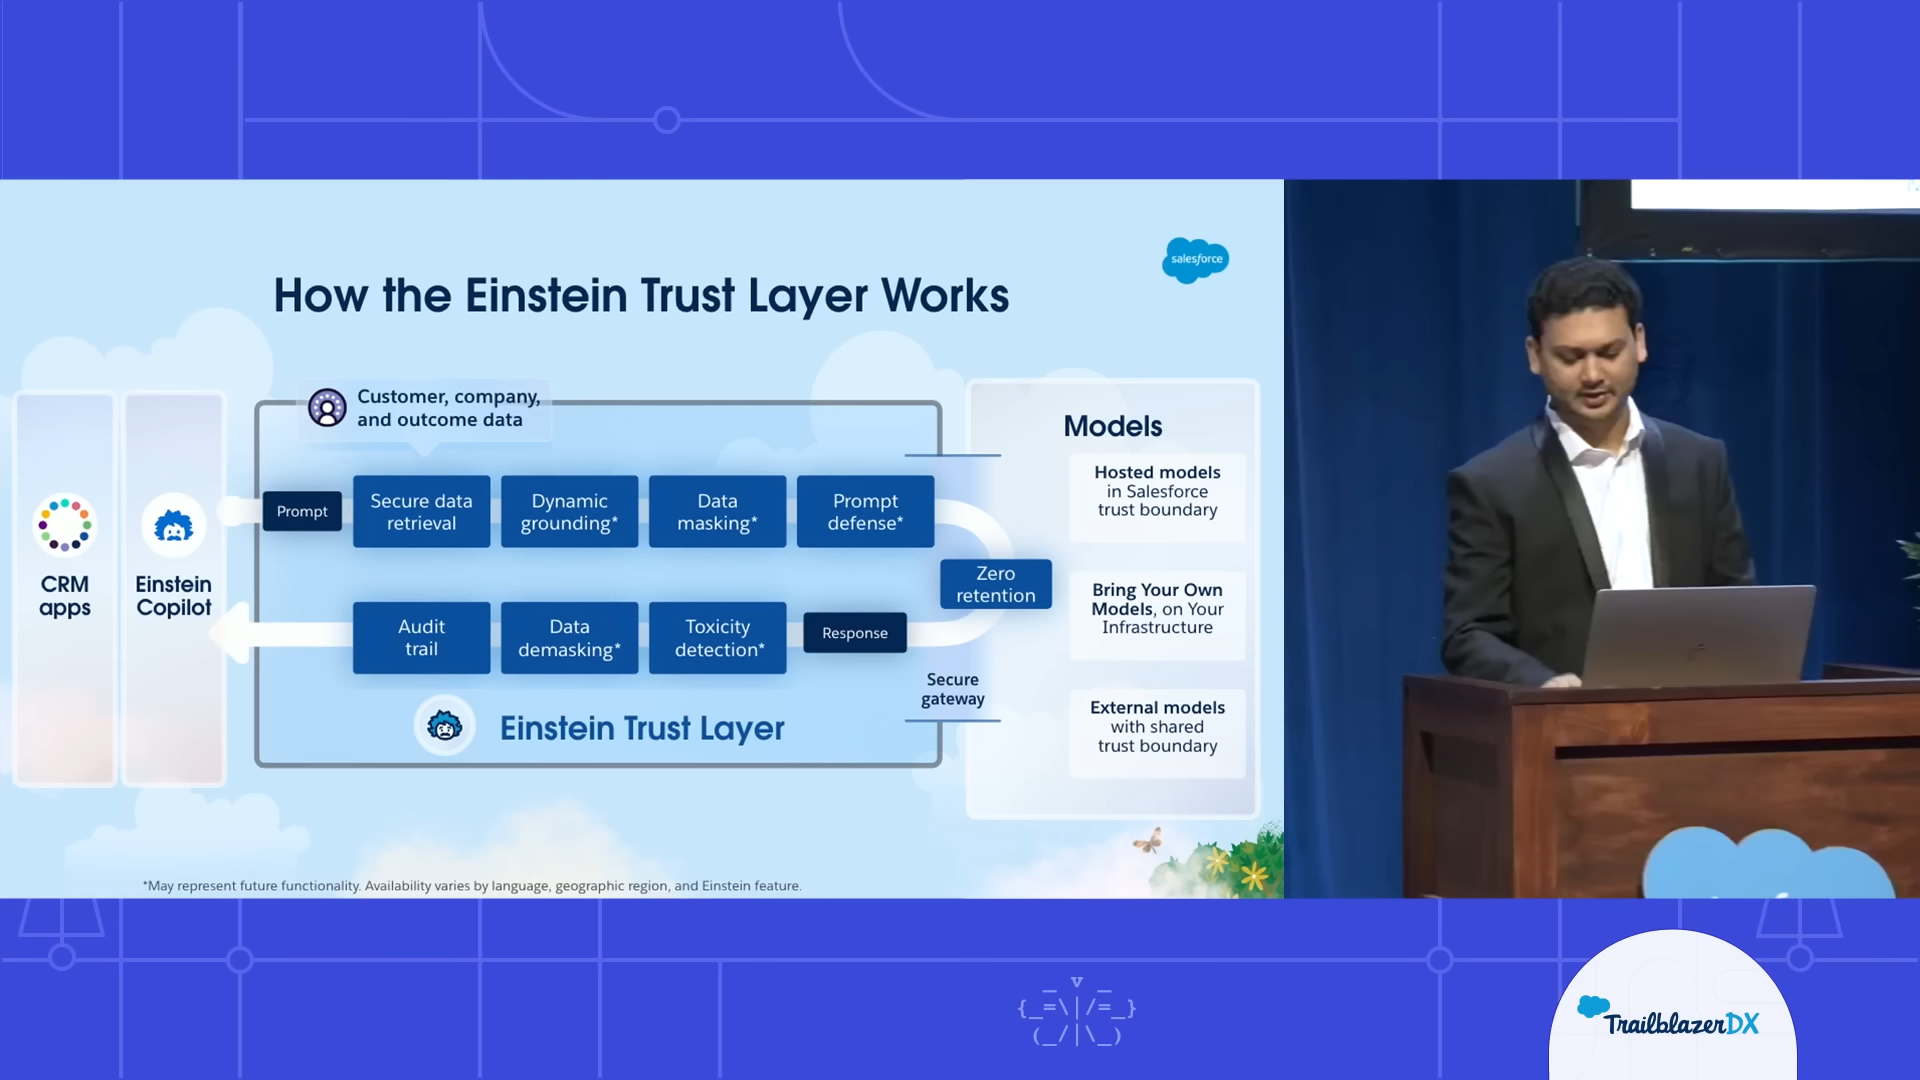 salesforce
How the Einstein Trust Layer Works
Customer, company,
and outcome data
CRM
apps
Einstein
Copilot
Prompt
Secure data
retrieval
Dynamic
grounding*
Data
masking*
Prompt
defense*
Zero
retention
Audit
trail
Data
demasking*
Toxicity
detection*
Response
Secure
gateway
Einstein Trust Layer
Models
Hosted models
in Salesforce
trust boundary
Bring Your Own
Models, on Your
Infrastructure
External models
with shared
trust boundary
*May represent future functionality. Availability varies by language, geographic region, and Einstein feature.
TrailblazerDX